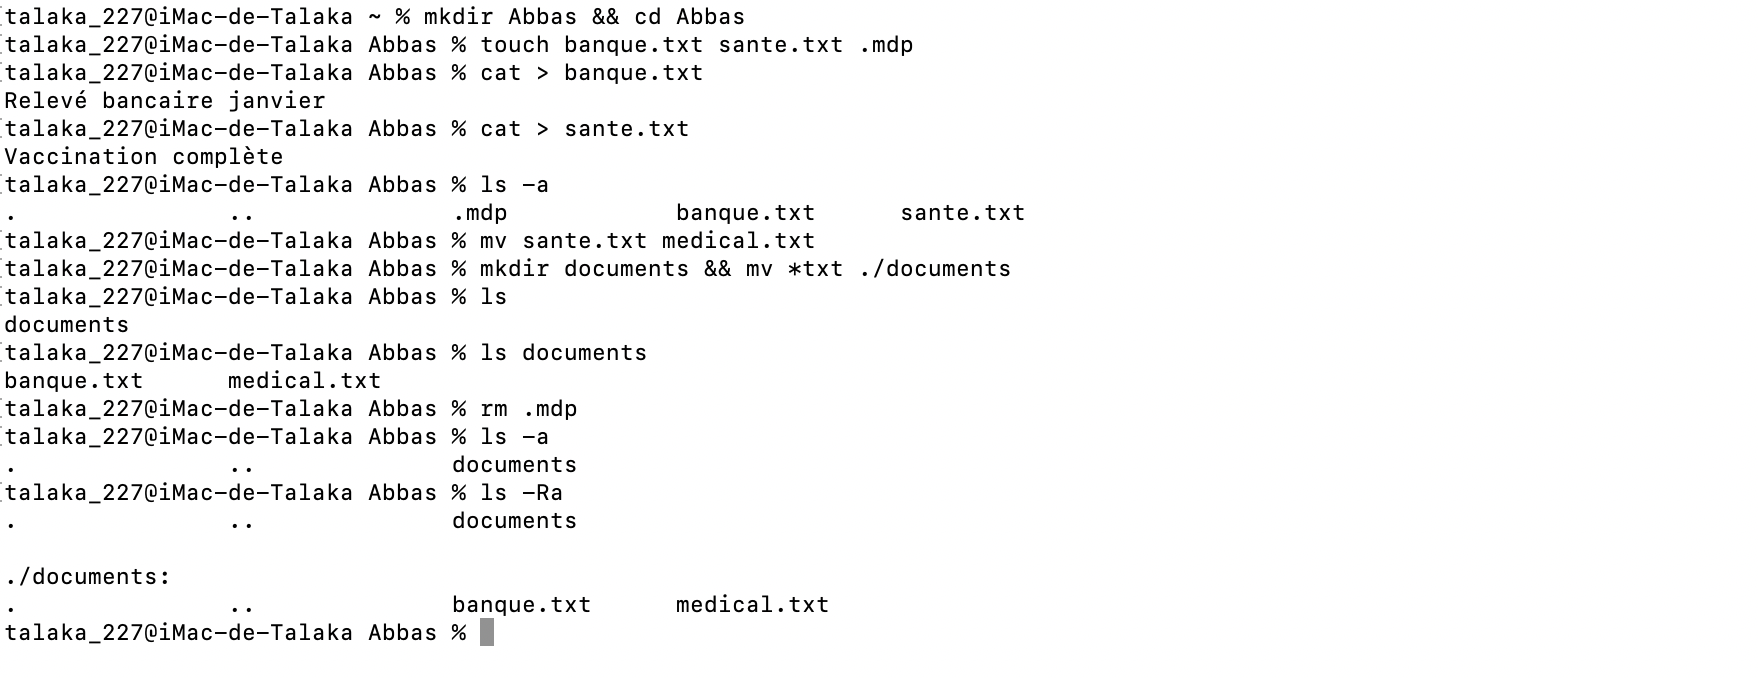 talaka_227@iMac-de-Talaka ~ % mkdir Abbas && cd Abbas
talaka_227@iMac-de-Talaka Abbas % touch banque.txt sante.txt .mdp
talaka_227@iMac-de-Talaka Abbas % cat > banque.txt
Relevé bancaire janvier
talaka_227@iMac-de-Talaka Abbas % cat > sante.txt
Vaccination complète
talaka_227@iMac-de-Talaka Abbas % ls -a
. .. .mdp banque.txt sante.txt
talaka_227@iMac-de-Talaka Abbas % mv sante.txt medical.txt
talaka_227@iMac-de-Talaka Abbas % mkdir documents && mv *txt ./documents
talaka_227@iMac-de-Talaka Abbas % ls
documents
talaka_227@iMac-de-Talaka Abbas % ls documents
banque.txt medical.txt
talaka_227@iMac-de-Talaka Abbas % rm .mdp
talaka_227@iMac-de-Talaka Abbas % ls -a
. .. documents
talaka_227@iMac-de-Talaka Abbas % ls -Ra
. .. documents
./documents:
. .. banque.txt medical.txt
talaka_227@iMac-de-Talaka Abbas %